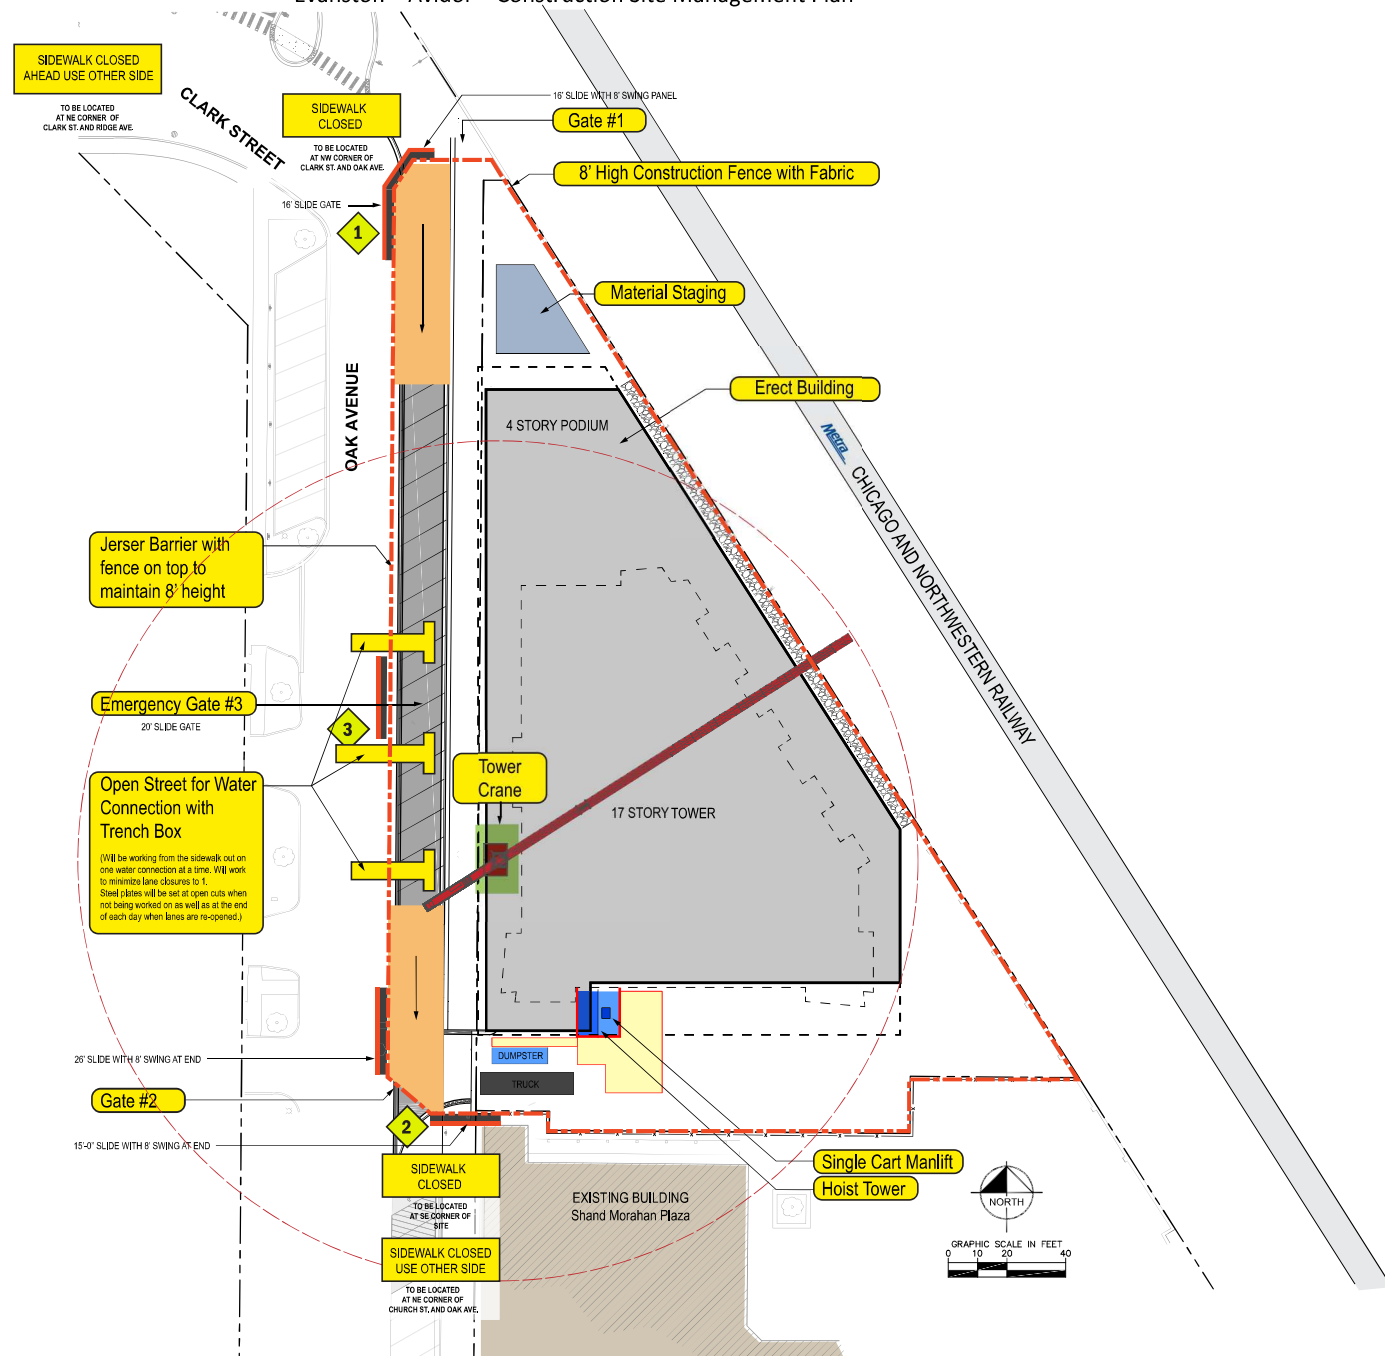 Evanston – Avidor – Construction Site Management Plan
SIDEWALK CLOSED
AHEAD USE OTHER SIDE
TO BE LOCATED
AT NE CORNER OF
CLARK ST. AND RIDGE AVE.
CLARK STREET
SIDEWALK
CLOSED
TO BE LOCATED
AT NW CORNER OF
CLARK ST. AND OAK AVE.
16' SLIDE WITH 8' SWING PANEL
Gate #1
8' High Construction Fence with Fabric
16' SLIDE GATE
1
Material Staging
OAK AVENUE
Erect Building
4 STORY PODIUM
Metra
CHICAGO AND NORTHWESTERN RAILWAY
Jerser Barrier with
fence on top to
maintain 8' height
Emergency Gate #3
20' SLIDE GATE
3
Open Street for Water
Connection with
Trench Box
(Will be working from the sidewalk out on
one water connection at a time. Will work
to minimize lane closures to 1.
Steel plates will be set at open cuts when
not being worked on as well as at the end
of each day when lanes are re-opened.)
Tower
Crane
17 STORY TOWER
26' SLIDE WITH 8' SWING AT END
Gate #2
15'-0" SLIDE WITH 8' SWING AT END
2
DUMPSTER
TRUCK
SIDEWALK
CLOSED
TO BE LOCATED
AT SE CORNER OF
SITE
SIDEWALK CLOSED
USE OTHER SIDE
TO BE LOCATED
AT NE CORNER OF
CHURCH ST. AND OAK AVE.
EXISTING BUILDING
Shand Morahan Plaza
Single Cart Manlift
Hoist Tower
NORTH
GRAPHIC SCALE IN FEET
0 10 20 40